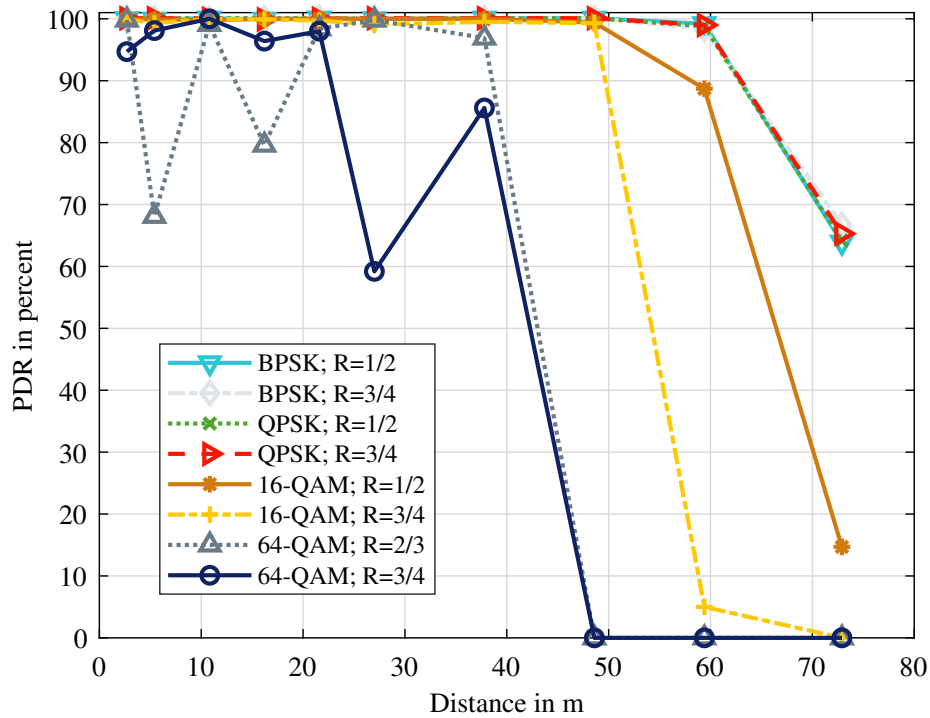 100
90
80
70
60
50
40
30
20
10
0
PDR in percent
BPSK; R=1/2
BPSK; R=3/4
QPSK; R=1/2
QPSK; R=3/4
16-QAM; R=1/2
16-QAM; R=3/4
64-QAM; R=2/3
64-QAM; R=3/4
0 10 20 30 40 50 60 70 80
Distance in m